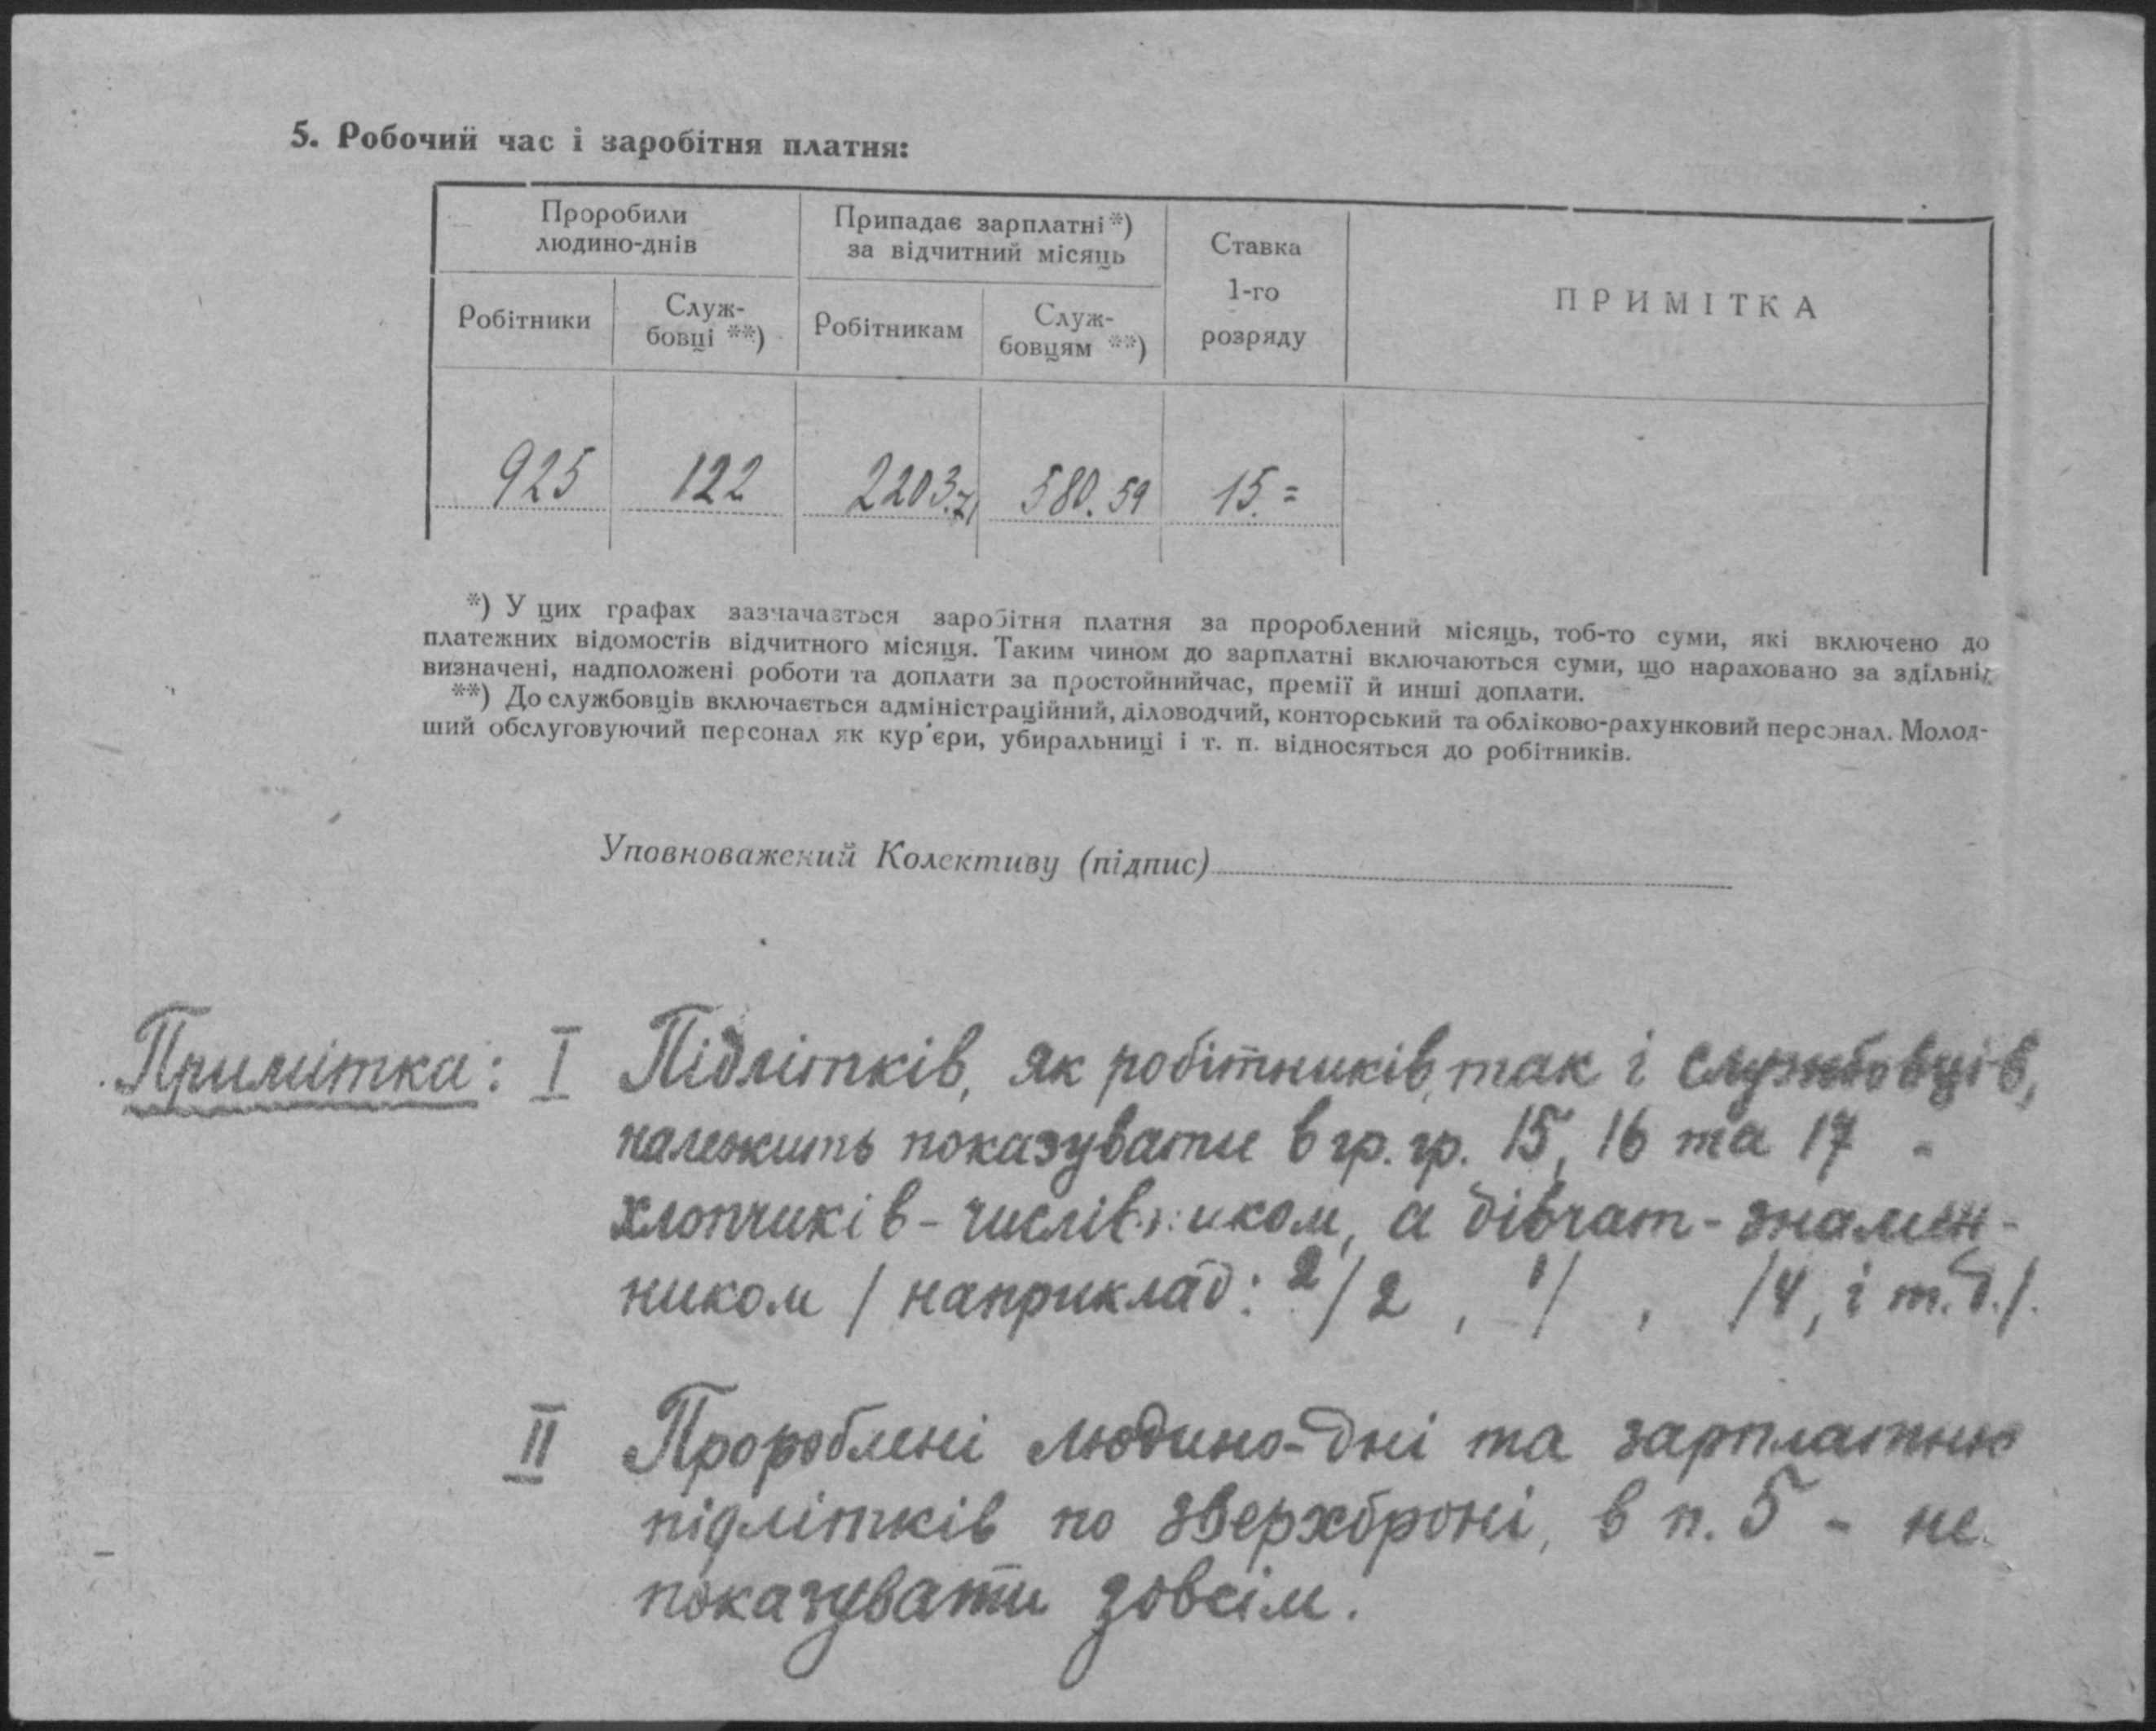 5. Робочий час і заробітня платня:
Проробили
людино-днів
Припадає зарплатні *)
за відчитний місяць
Ставка
1-го
розряду
ПРИМІТКА
Робітники
Служ-
бовці **)
Робітникам
Служ-
бовцям **)
925 122 2203.71 580.59 15.=
*) У цих графах зазначається заробітня платня за пророблений місяць, тоб-то суми, які включено до
платежних відомостів відчитного місяця. Таким чином до зарплатні включаються суми, що нараховано за здільні
визначені, надположені роботи та доплати за простойнийчас, премії й инші доплати.
**) До службовців включається адміністраційний, діловодчий, конторський та обліково-рахунковий персонал. Молод-
ший обслуговуючий персонал як кур'єри, убиральниці і т. п. відносяться до робітників.
Уповноважений Колективу (підпис)
Примітка: I Підлітків, як робітників, так і службовців,
належить показувати в гр. гр. 15, 16 та 17 -
хлопчиків - числівником, а дівчат - знамен-
ником / наприклад: 2/2 , 1/ , /4, і т.д./.
II Пророблені людино-дні та зарплатню
підлітків по зверхброні, в п. 5 - не
показувати зовсім.